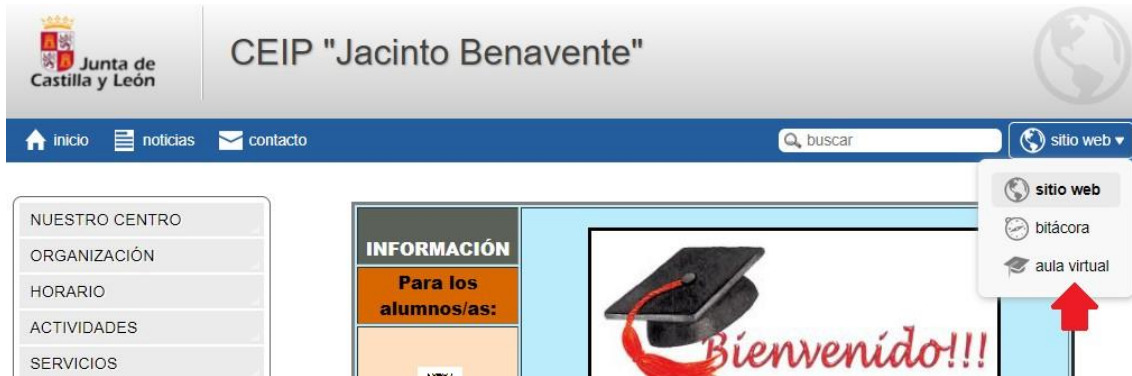 Junta de
Castilla y León
CEIP "Jacinto Benavente"
inicio noticias contacto
buscar
sitio web
sitio web
bitácora
aula virtual
NUESTRO CENTRO
ORGANIZACIÓN
HORARIO
ACTIVIDADES
SERVICIOS
INFORMACIÓN
Para los
alumnos/as:
Bienvenido!!!